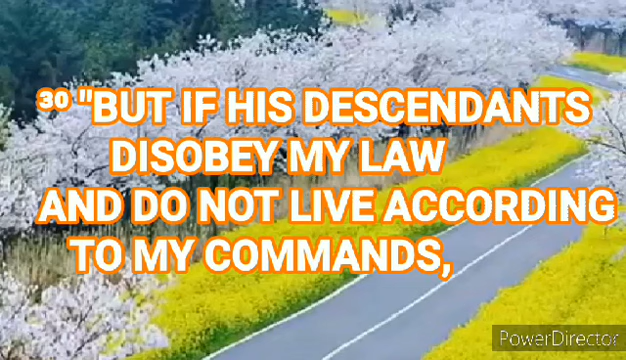 ³⁰ "BUT IF HIS DESCENDANTS
DISOBEY MY LAW
AND DO NOT LIVE ACCORDING
TO MY COMMANDS,
PowerDirector